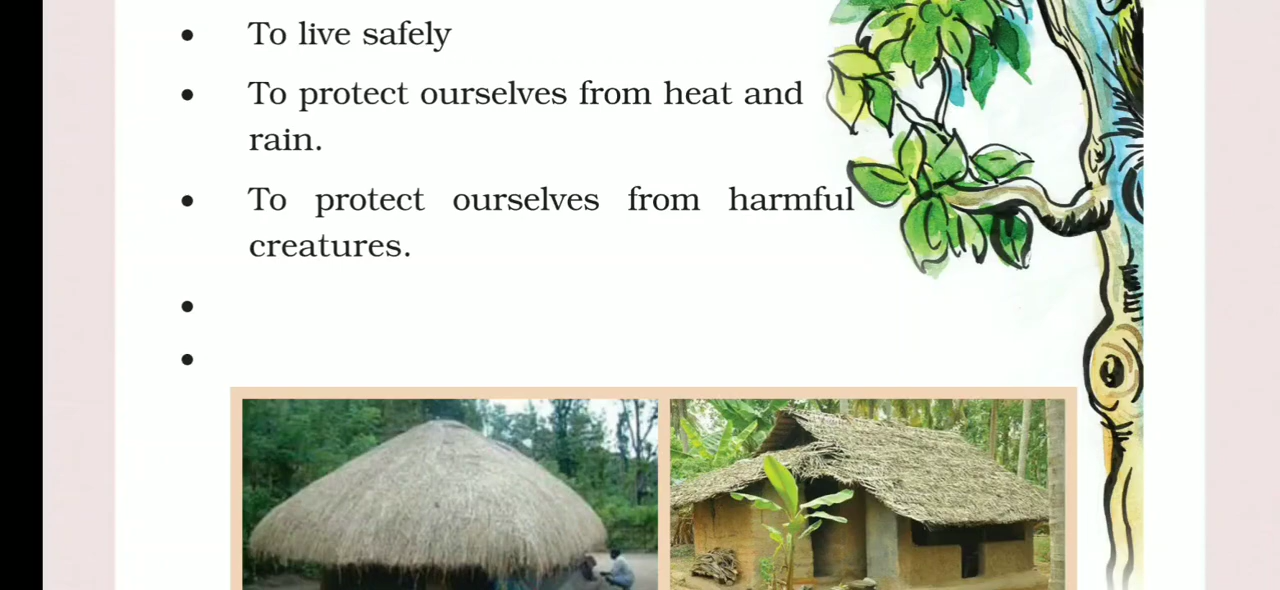 • To live safely
• To protect ourselves from heat and
rain.
• To protect ourselves from harmful
creatures.
•
•